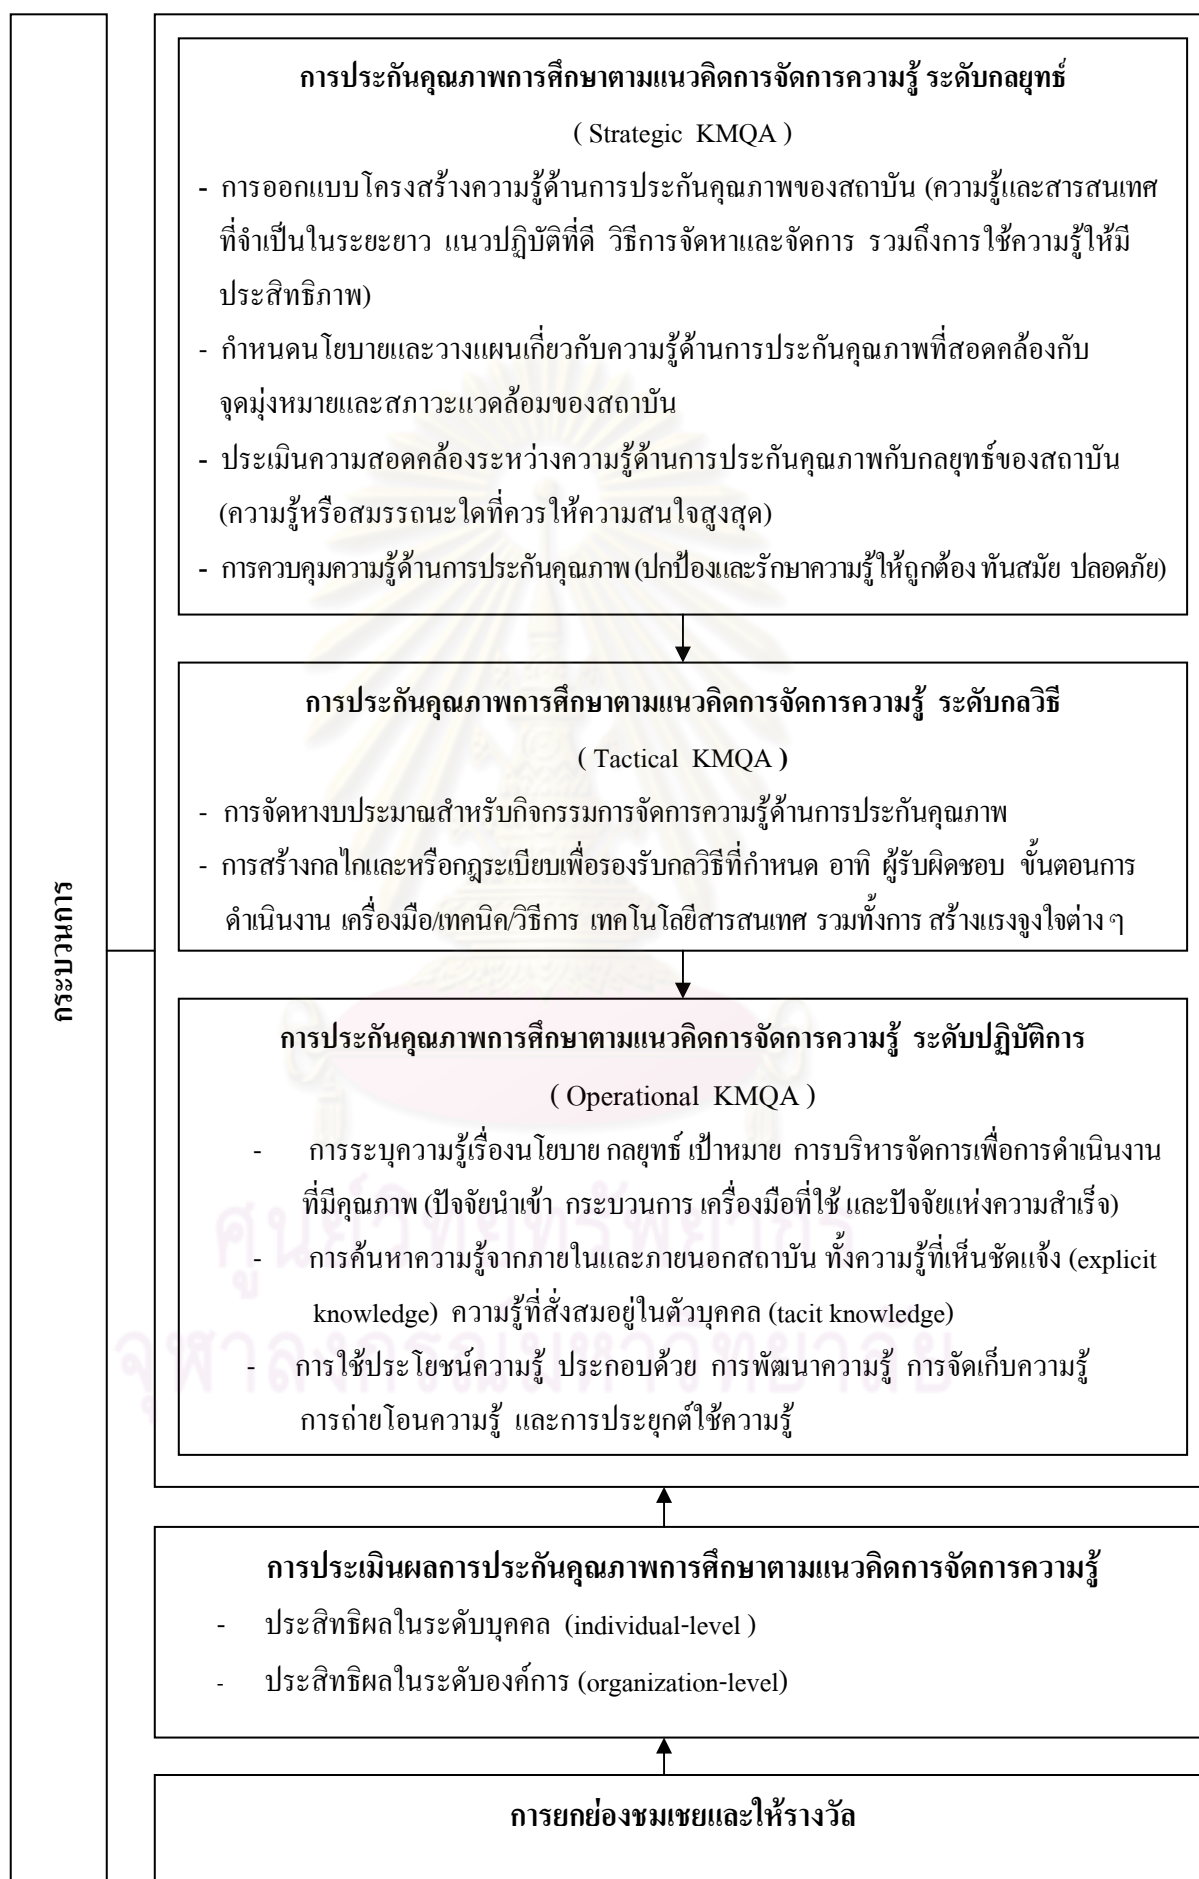 กระบวนการ
การประกันคุณภาพการศึกษาตามแนวคิดการจัดการความรู้ ระดับกลยุทธ์
( Strategic KMQA )
- การออกแบบโครงสร้างความรู้ด้านการประกันคุณภาพของสถาบัน (ความรู้และสารสนเทศ
ที่จำเป็นในระยะยาว แนวปฏิบัติที่ดี วิธีการจัดหาและจัดการ รวมถึงการใช้ความรู้ให้มี
ประสิทธิภาพ)
- กำหนดนโยบายและวางแผนเกี่ยวกับความรู้ด้านการประกันคุณภาพที่สอดคล้องกับ
จุดมุ่งหมายและสภาวะแวดล้อมของสถาบัน
- ประเมินความสอดคล้องระหว่างความรู้ด้านการประกันคุณภาพกับกลยุทธ์ของสถาบัน
(ความรู้หรือสมรรถนะใดที่ควรให้ความสนใจสูงสุด)
- การควบคุมความรู้ด้านการประกันคุณภาพ (ปกป้องและรักษาความรู้ให้ถูกต้อง ทันสมัย ปลอดภัย)
การประกันคุณภาพการศึกษาตามแนวคิดการจัดการความรู้ ระดับกลวิธี
( Tactical KMQA )
- การจัดหางบประมาณสำหรับกิจกรรมการจัดการความรู้ด้านการประกันคุณภาพ
- การสร้างกลไกและหรือกฎระเบียบเพื่อรองรับกลวิธีที่กำหนด อาทิ ผู้รับผิดชอบ ขั้นตอนการ
ดำเนินงาน เครื่องมือ/เทคนิค/วิธีการ เทคโนโลยีสารสนเทศ รวมทั้งการ สร้างแรงจูงใจต่าง ๆ
การประกันคุณภาพการศึกษาตามแนวคิดการจัดการความรู้ ระดับปฏิบัติการ
( Operational KMQA )
- การระบุความรู้เรื่องนโยบาย กลยุทธ์ เป้าหมาย การบริหารจัดการเพื่อการดำเนินงาน
ที่มีคุณภาพ (ปัจจัยนำเข้า กระบวนการ เครื่องมือที่ใช้ และปัจจัยแห่งความสำเร็จ)
- การค้นหาความรู้จากภายในและภายนอกสถาบัน ทั้งความรู้ที่เห็นชัดแจ้ง (explicit
knowledge) ความรู้ที่สั่งสมอยู่ในตัวบุคคล (tacit knowledge)
- การใช้ประโยชน์ความรู้ ประกอบด้วย การพัฒนาความรู้ การจัดเก็บความรู้
การถ่ายโอนความรู้ และการประยุกต์ใช้ความรู้
ศูนย์วิทยทรัพยากร
จุฬาลงกรณ์มหาวิทยาลัย
การประเมินผลการประกันคุณภาพการศึกษาตามแนวคิดการจัดการความรู้
- ประสิทธิผลในระดับบุคคล (individual-level )
- ประสิทธิผลในระดับองค์การ (organization-level)
การยกย่องชมเชยและให้รางวัล